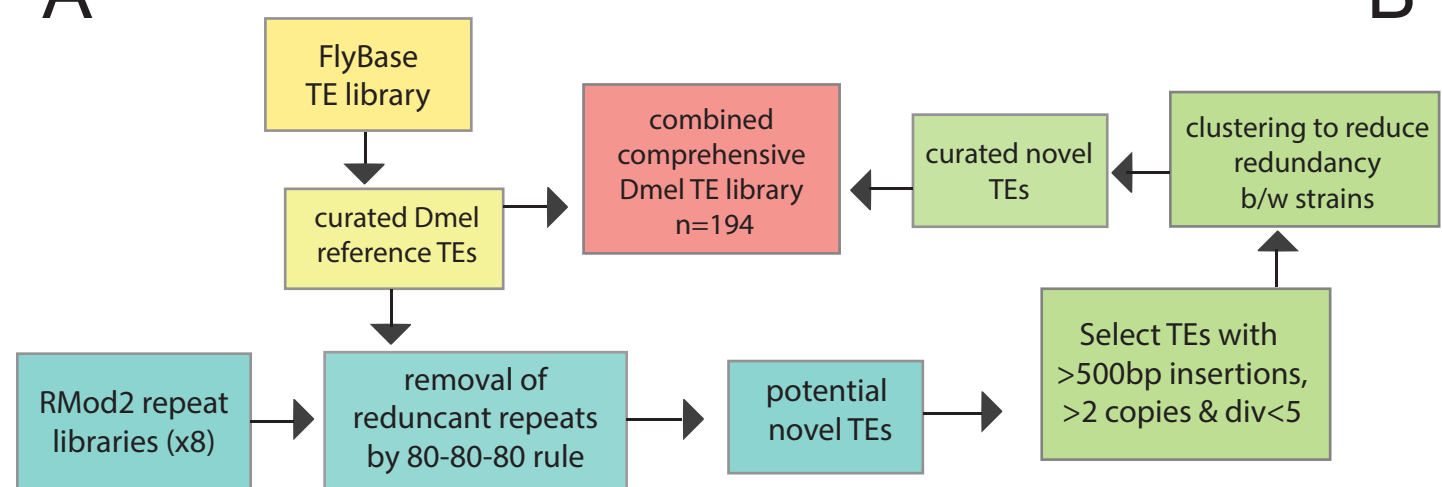 A
B
FlyBase
TE library
combined
comprehensive
Dmel TE library
n=194
curated novel
TEs
clustering to reduce
redundancy
b/w strains
curated Dmel
reference TEs
Select TEs with
>500bp insertions,
>2 copies & div<5
RMod2 repeat
libraries (x8)
removal of
reduncant repeats
by 80-80-80 rule
potential
novel TEs